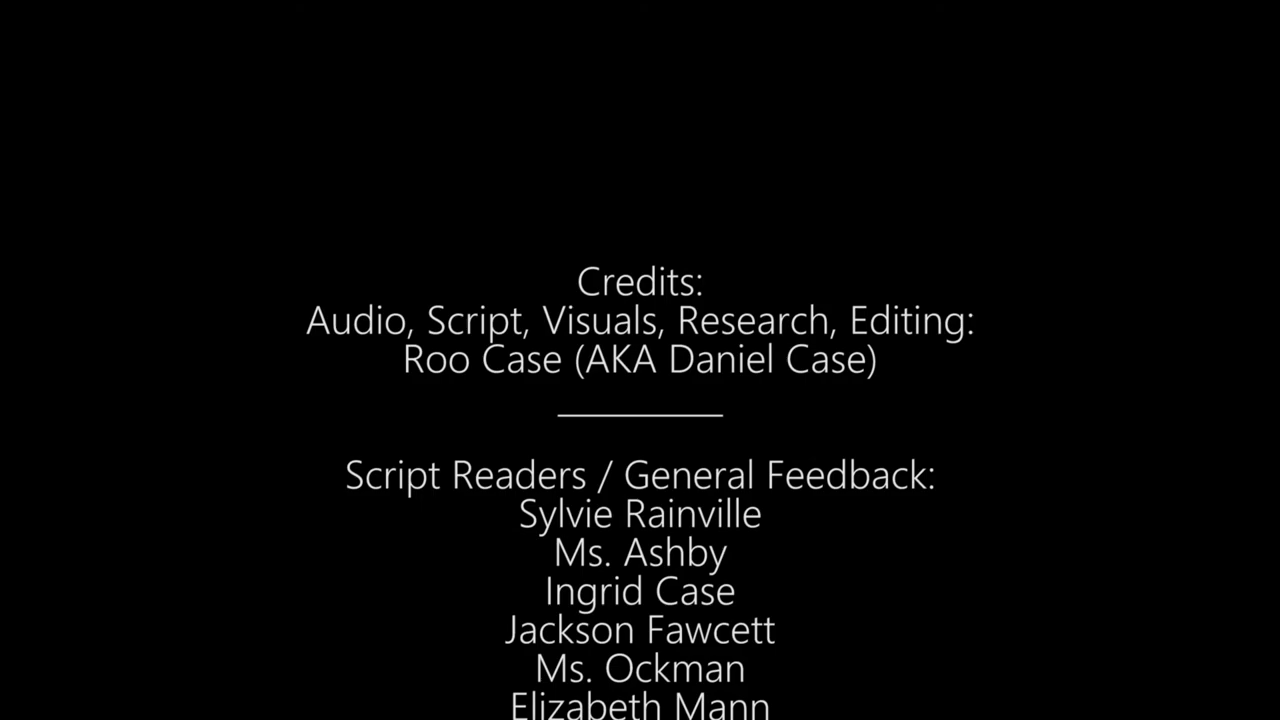 Credits:
Audio, Script, Visuals, Research, Editing:
Roo Case (AKA Daniel Case)
Script Readers / General Feedback:
Sylvie Rainville
Ms. Ashby
Ingrid Case
Jackson Fawcett
Ms. Ockman
Elizabeth Mann